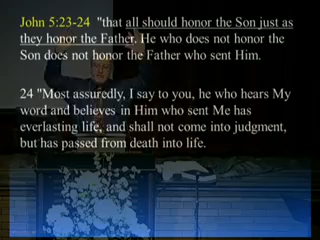 John 5:23-24 "that all should honor the Son just as
they honor the Father. He who does not honor the
Son does not honor the Father who sent Him.
24 "Most assuredly, I say to you, he who hears My
word and believes in Him who sent Me has
everlasting life, and shall not come into judgment,
but has passed from death into life.